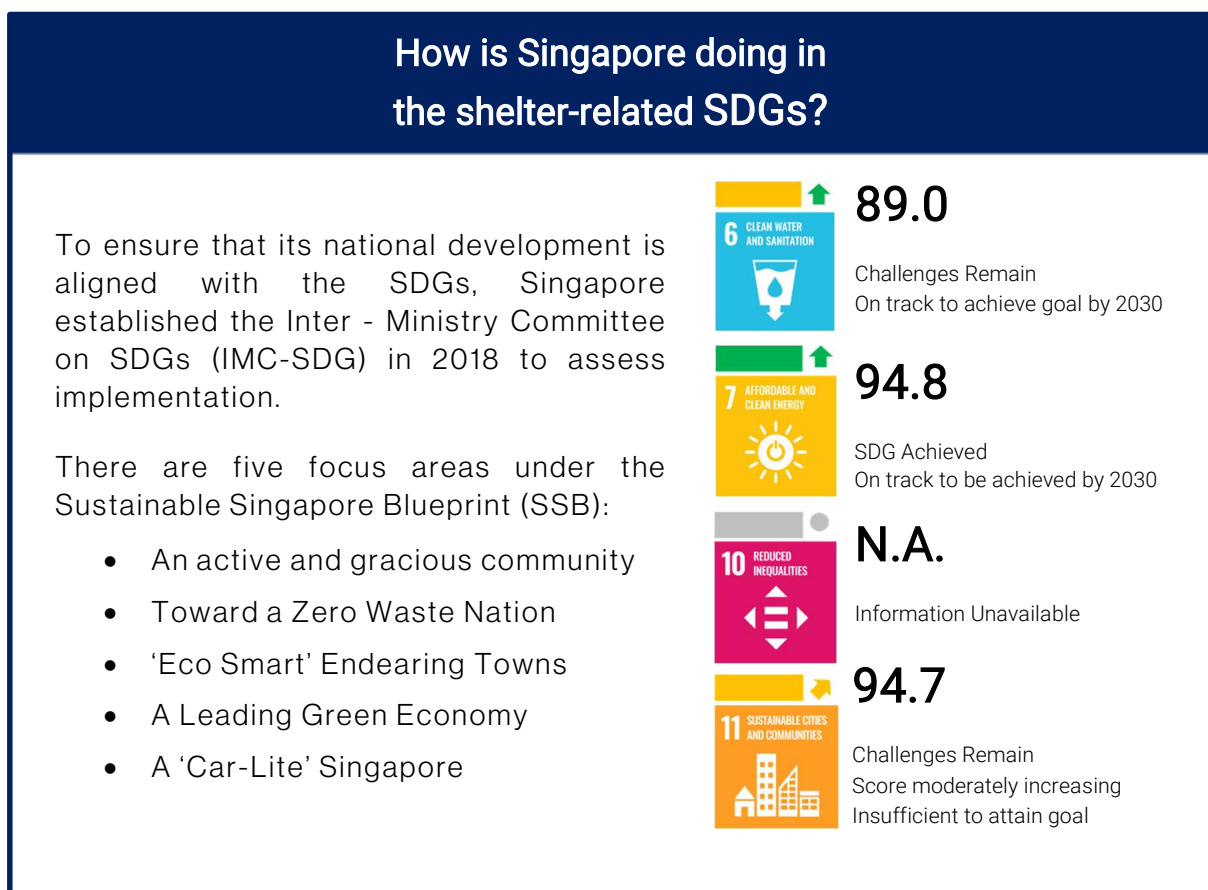 How is Singapore doing in
the shelter-related SDGs?
To ensure that its national development is
aligned with the SDGs, Singapore
established the Inter - Ministry Committee
on SDGs (IMC-SDG) in 2018 to assess
implementation.
There are five focus areas under the
Sustainable Singapore Blueprint (SSB):
• An active and gracious community
• Toward a Zero Waste Nation
• ‘Eco Smart’ Endearing Towns
• A Leading Green Economy
• A ‘Car-Lite’ Singapore
6 CLEAN WATER
AND SANITATION
89.0
Challenges Remain
On track to achieve goal by 2030
7 AFFORDABLE AND
CLEAN ENERGY
94.8
SDG Achieved
On track to be achieved by 2030
10 REDUCED
INEQUALITIES
N.A.
Information Unavailable
11 SUSTAINABLE CITIES
AND COMMUNITIES
94.7
Challenges Remain
Score moderately increasing
Insufficient to attain goal